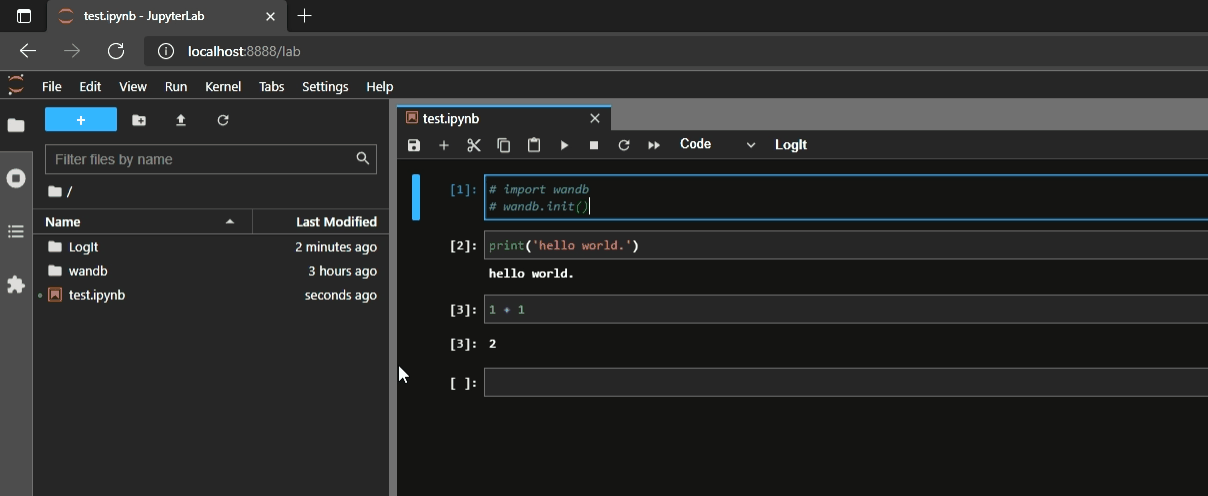 test.ipynb - JupyterLab
localhost:8888/lab
File Edit View Run Kernel Tabs Settings Help
test.ipynb
Filter files by name
/
Name Last Modified
LogIt 2 minutes ago
wandb 3 hours ago
test.ipynb seconds ago
Code LogIt
[1]: # import wandb
# wandb.init()
[2]: print('hello world.')
hello world.
[3]: 1 + 1
[3]: 2
[ ]: